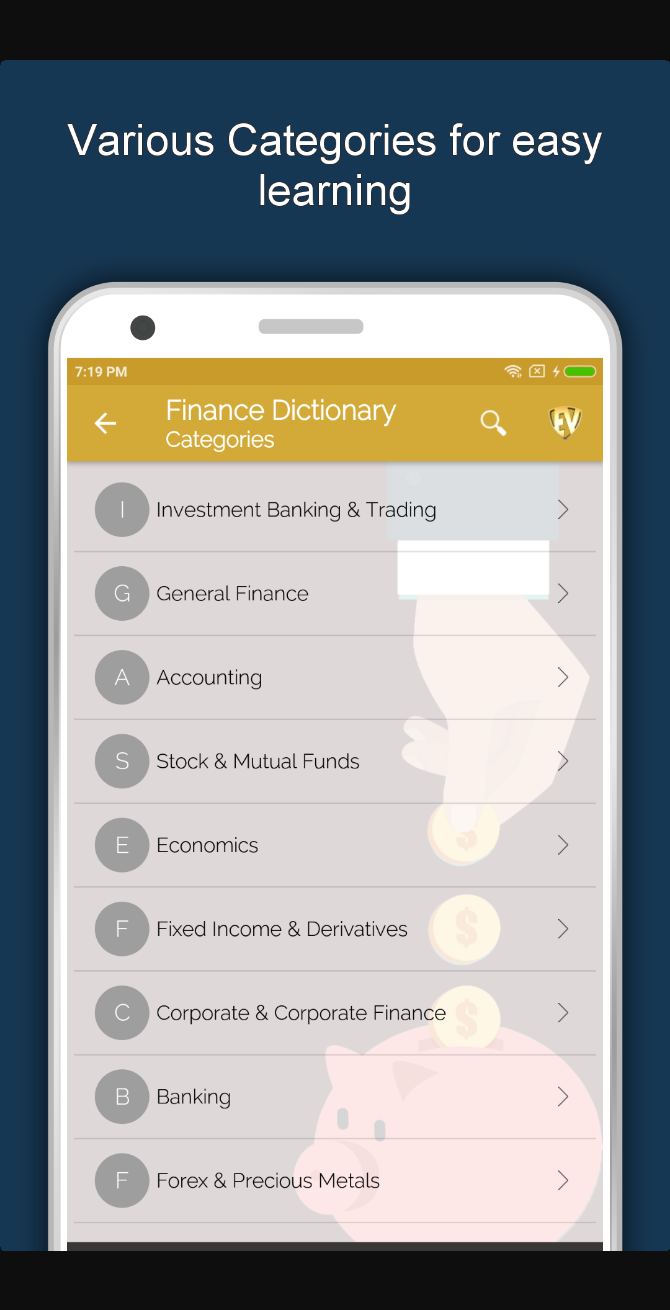 Various Categories for easy
learning
7:19 PM
Finance Dictionary
Categories
EV
I Investment Banking & Trading
G General Finance
A Accounting
S Stock & Mutual Funds
$
E Economics
F Fixed Income & Derivatives
$
C Corporate & Corporate Finance
$
B Banking
F Forex & Precious Metals